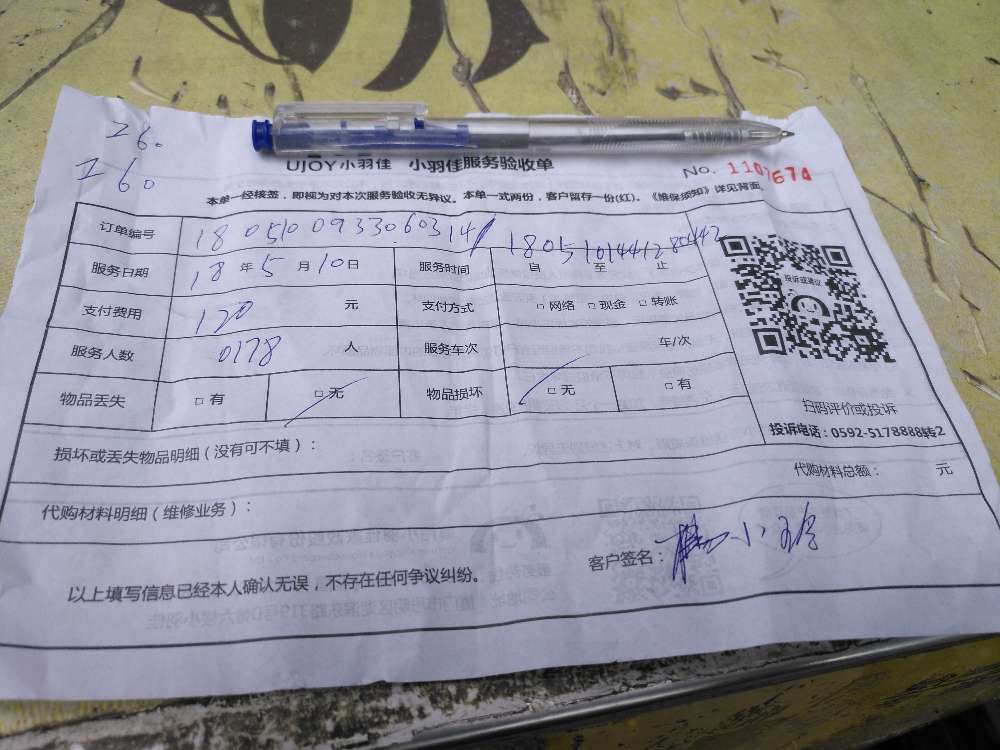 26.
26.
UJOY小羽佳 小羽佳服务验收单
No. 1107674
本单一经核签，即视为对本次服务验收无异议。本单一式两份，客户留存一份(红)。《维保须知》详见背面。
订单编号 180510093306031 4/ 180510144128 0442
服务日期 18 年 5 月 10 日 服务时间 自 至 止
支付费用 120 元 支付方式 □ 网络 □ 现金 □ 转账
服务人数 0178 人 服务车次 车/次
物品丢失 □ 有 □ 无 物品损坏 □ 无 □ 有
投诉或建议
扫码评价或投诉
投诉电话：0592-5178888转2
损坏或丢失物品明细（没有可不填）：
代购材料总额： 元
代购材料明细（维修业务）：
客户签名：
以上填写信息已经本人确认无误，不存在任何争议纠纷。